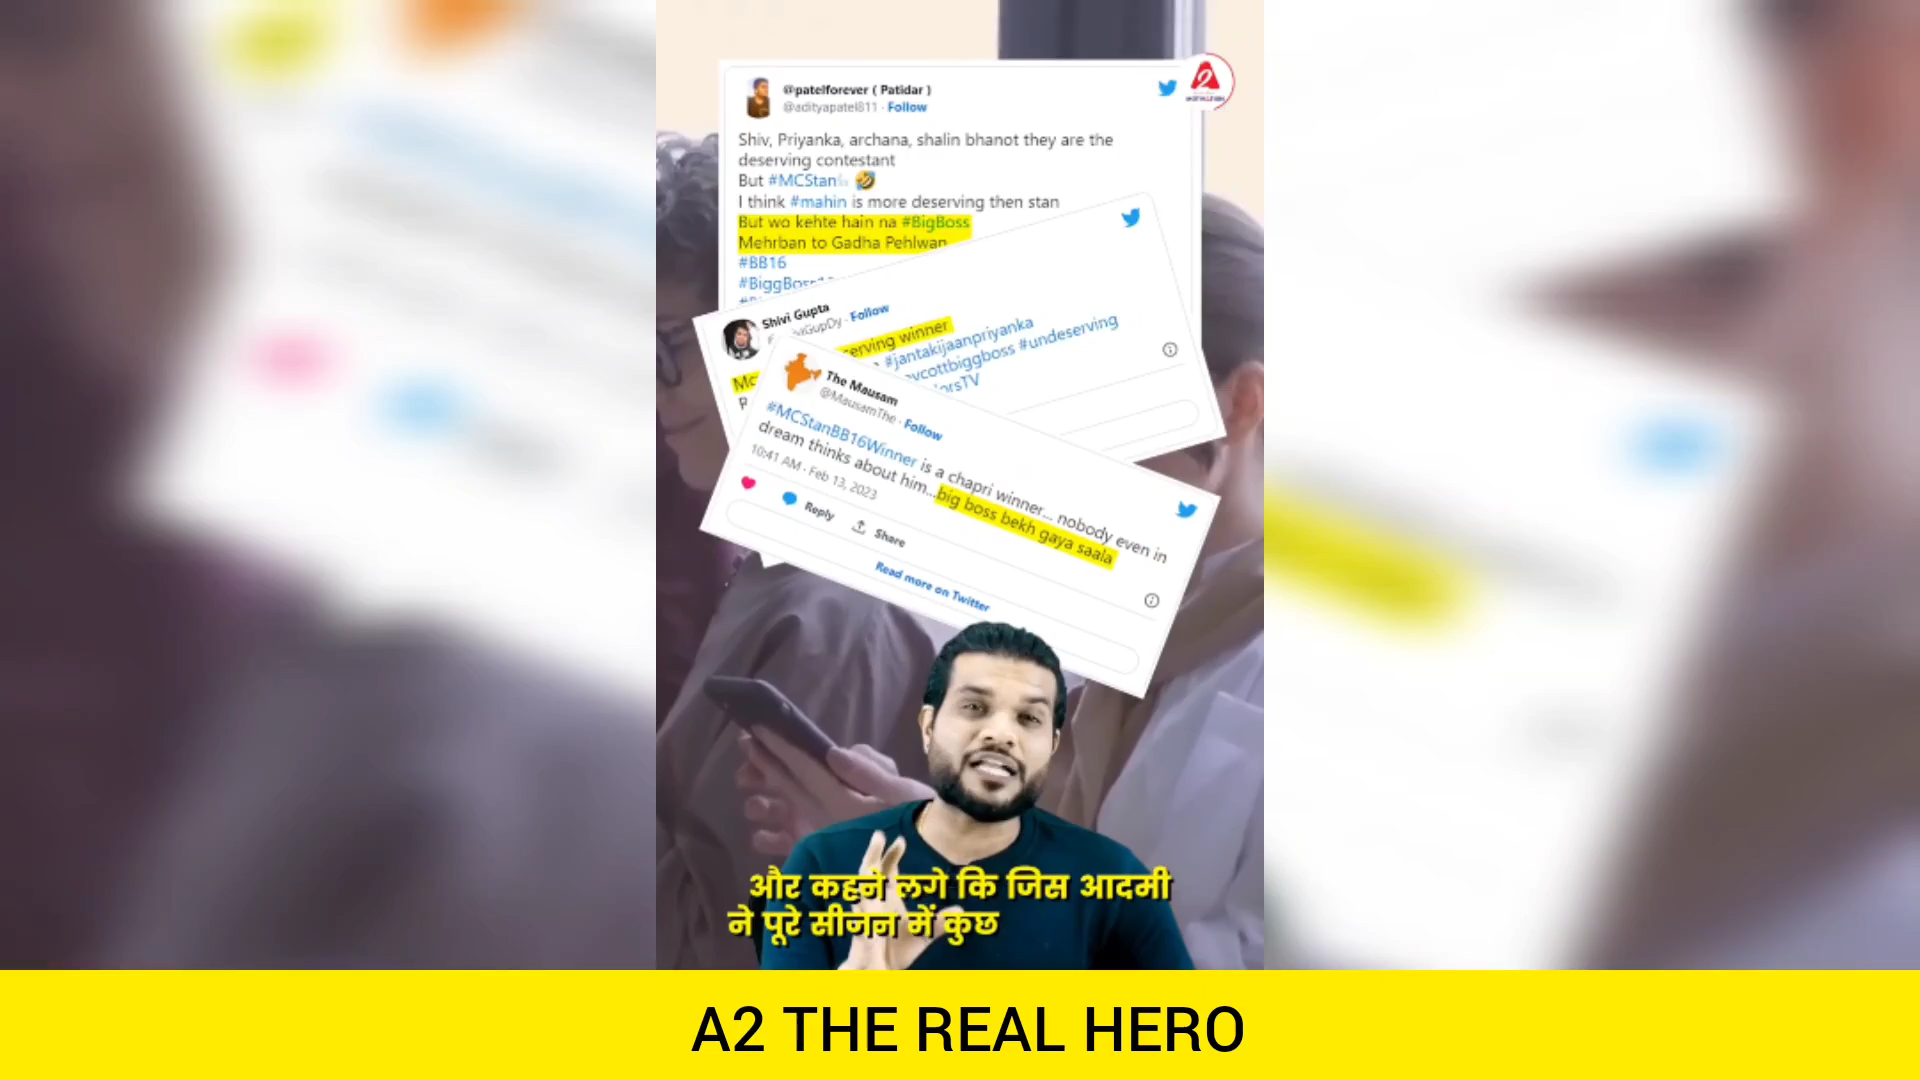 @patelforever ( Patidar )
@adityapatel811 · Follow
Shiv, Priyanka, archana, shalin bhanot they are the
deserving contestant
But #MCStan 🤣
I think #mahin is more deserving then stan
But wo kehte hain na #BigBoss
Mehrban to Gadha Pehlwan
#BB16
Shivi Gupta
Follow
serving winner
#jantakijaanpriyanka
#undeserving
The Mausam
@MausamThe · Follow
#MCStanBB16Winner is a chapri winner... nobody even in
dream thinks about him...big boss bekh gaya saala
10:41 AM · Feb 13, 2023
Reply
Share
Read more on Twitter
और कहने लगे कि जिस आदमी
ने पूरे सीजन में कुछ
A2 THE REAL HERO